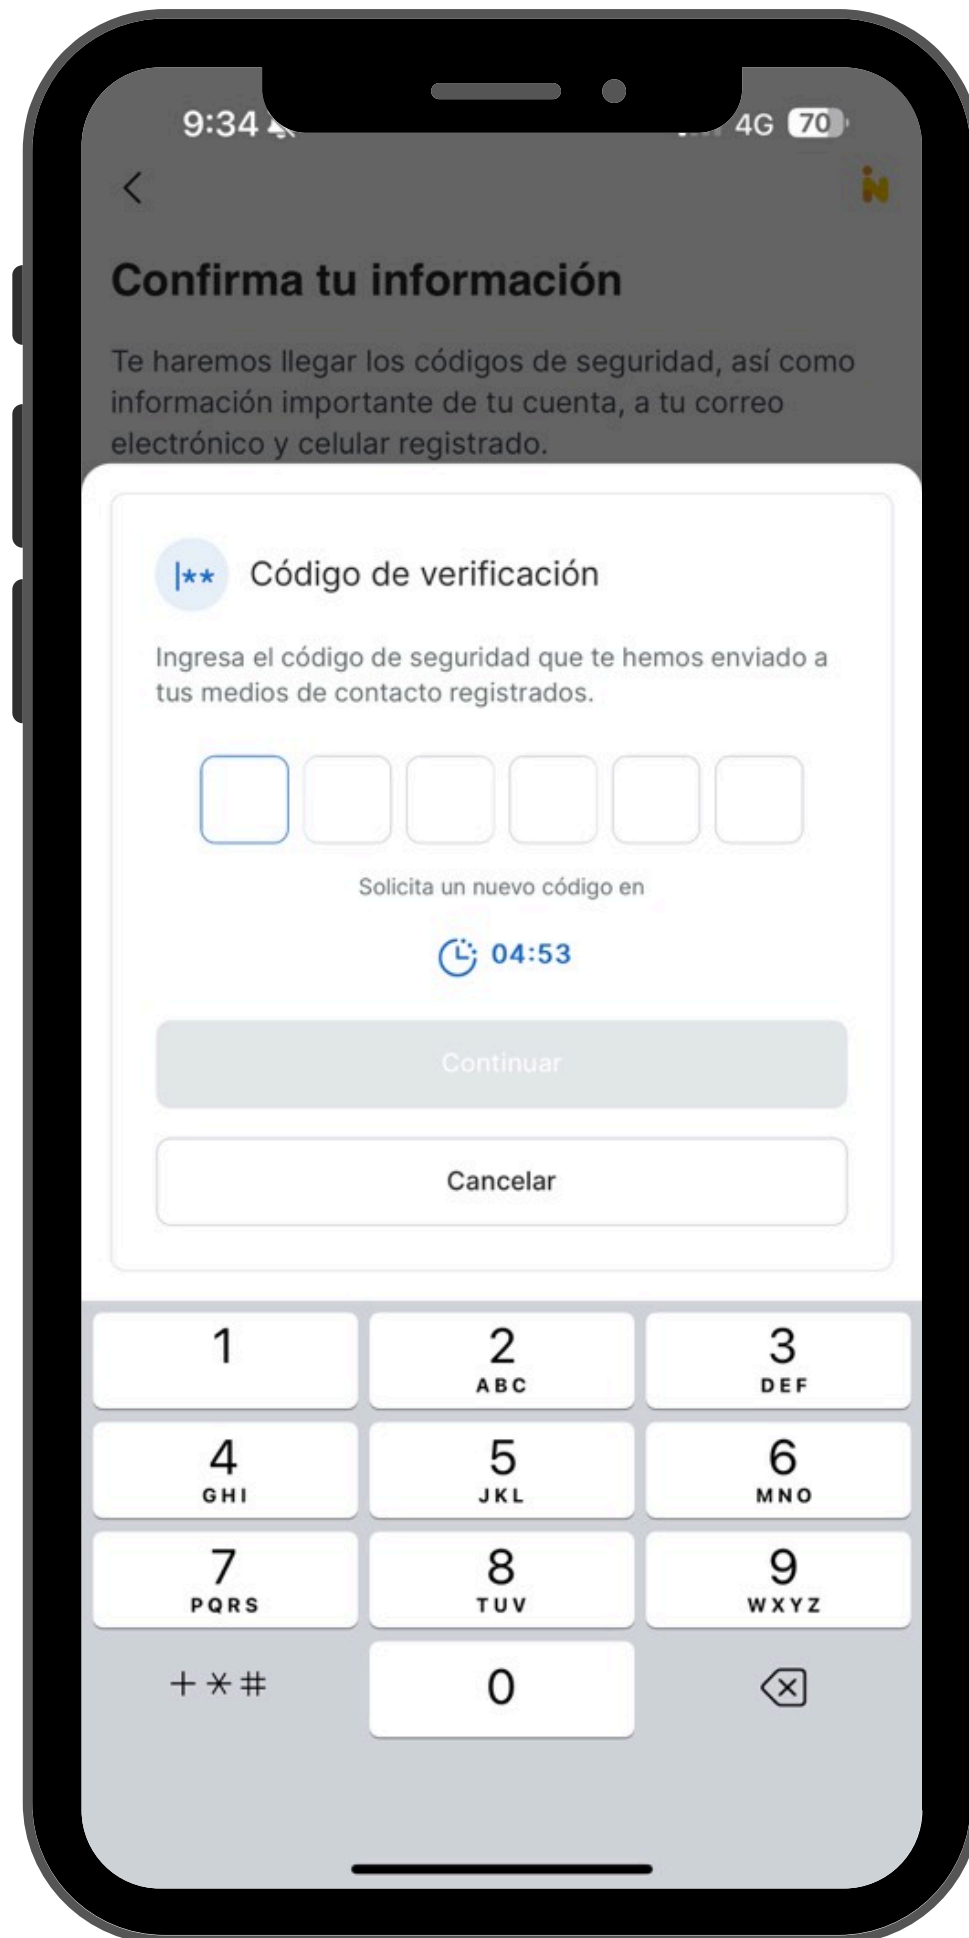 9:34
4G 70
Confirma tu información
Te haremos llegar los códigos de seguridad, así como
información importante de tu cuenta, a tu correo
electrónico y celular registrado.
|** Código de verificación
Ingresa el código de seguridad que te hemos enviado a
tus medios de contacto registrados.
Solicita un nuevo código en
04:53
Continuar
Cancelar
1 2 3
ABC DEF
4 5 6
GHI JKL MNO
7 8 9
PQRS TUV WXYZ
+*# 0